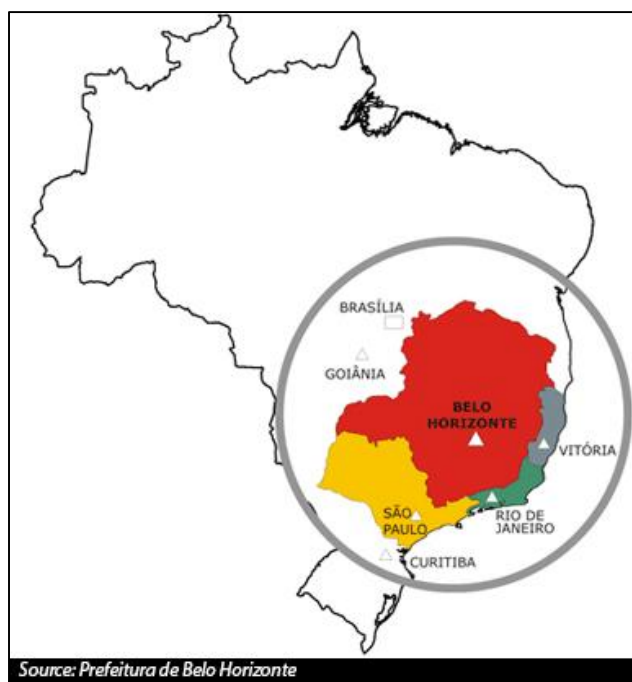 BRASÍLIA
GOIÂNIA
BELO
HORIZONTE
VITÓRIA
SÃO
PAULO
RIO DE
JANEIRO
CURITIBA
Source: Prefeitura de Belo Horizonte